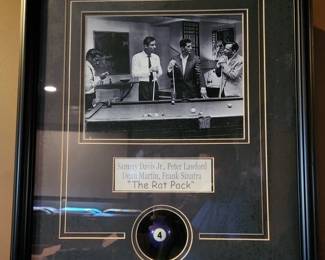 Sammy Davis Jr., Peter Lawford
Dean Martin, Frank Sinatra
"The Rat Pack"
4